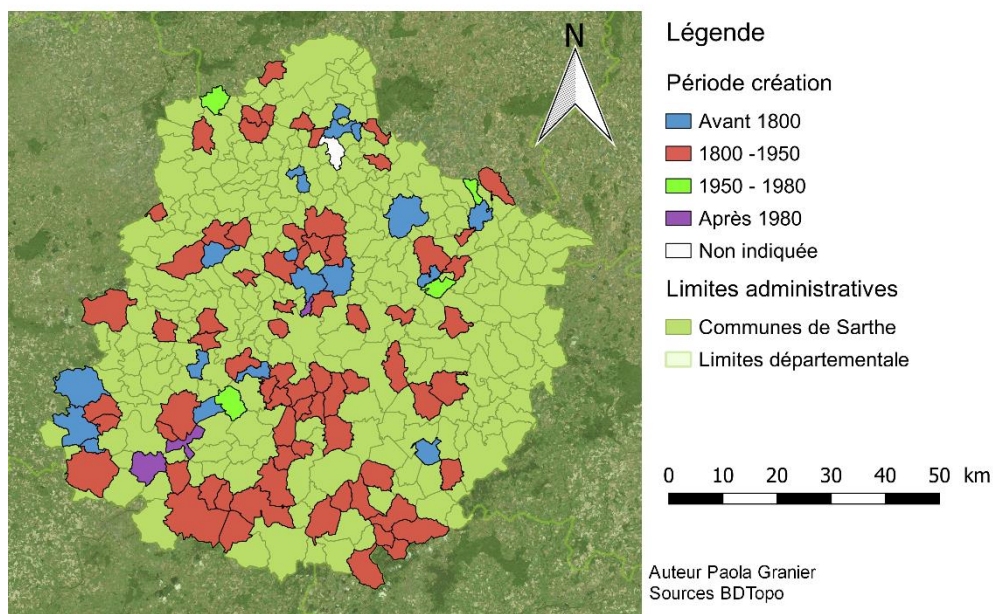 N
Légende
Période création
Avant 1800
1800 -1950
1950 - 1980
Après 1980
Non indiquée
Limites administratives
Communes de Sarthe
Limites départementale
0 10 20 30 40 50 km
Auteur Paola Granier
Sources BDTopo